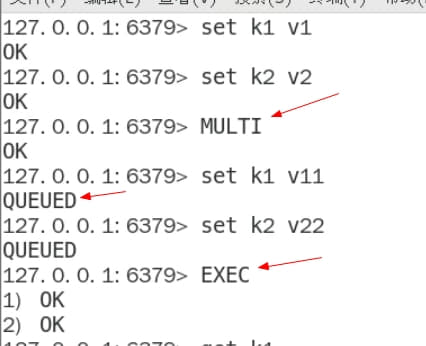 127.0.0.1:6379> set k1 v1
OK
127.0.0.1:6379> set k2 v2
OK
127.0.0.1:6379> MULTI
OK
127.0.0.1:6379> set k1 v11
QUEUED
127.0.0.1:6379> set k2 v22
QUEUED
127.0.0.1:6379> EXEC
1) OK
2) OK